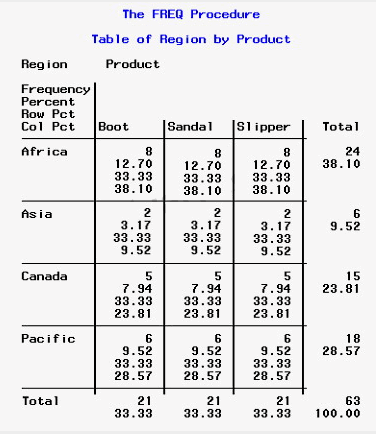 The FREQ Procedure
Table of Region by Product
Region Product
Frequency
Percent
Row Pct
Col Pct Boot Sandal Slipper Total
Africa 8 8 8 24
12.70 12.70 12.70 38.10
33.33 33.33 33.33
38.10 38.10 38.10
Asia 2 2 2 6
3.17 3.17 3.17 9.52
33.33 33.33 33.33
9.52 9.52 9.52
Canada 5 5 5 15
7.94 7.94 7.94 23.81
33.33 33.33 33.33
23.81 23.81 23.81
Pacific 6 6 6 18
9.52 9.52 9.52 28.57
33.33 33.33 33.33
28.57 28.57 28.57
Total 21 21 21 63
33.33 33.33 33.33 100.00